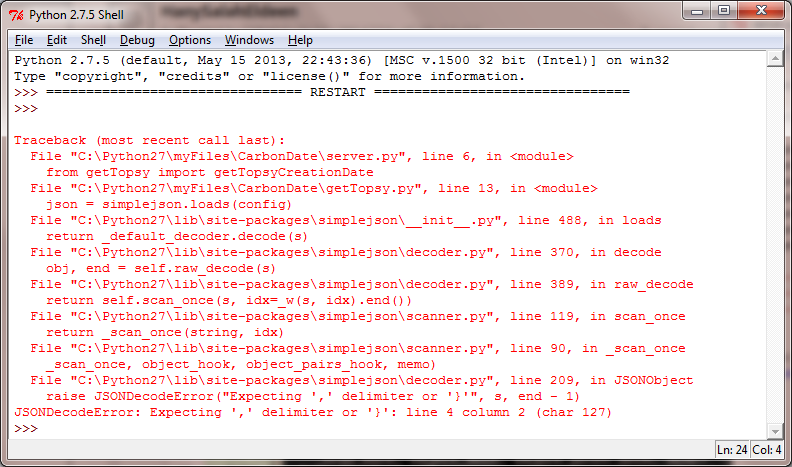 HanySalahEldeen
Python 2.7.5 Shell
File Edit Shell Debug Options Windows Help
Python 2.7.5 (default, May 15 2013, 22:43:36) [MSC v.1500 32 bit (Intel)] on win32
Type "copyright", "credits" or "license()" for more information.
>>> ================================ RESTART ================================
>>>
Traceback (most recent call last):
  File "C:\Python27\myFiles\CarbonDate\server.py", line 6, in <module>
    from getTopsy import getTopsyCreationDate
  File "C:\Python27\myFiles\CarbonDate\getTopsy.py", line 13, in <module>
    json = simplejson.loads(config)
  File "C:\Python27\lib\site-packages\simplejson\__init__.py", line 488, in loads
    return _default_decoder.decode(s)
  File "C:\Python27\lib\site-packages\simplejson\decoder.py", line 370, in decode
    obj, end = self.raw_decode(s)
  File "C:\Python27\lib\site-packages\simplejson\decoder.py", line 389, in raw_decode
    return self.scan_once(s, idx=_w(s, idx).end())
  File "C:\Python27\lib\site-packages\simplejson\scanner.py", line 119, in scan_once
    return _scan_once(string, idx)
  File "C:\Python27\lib\site-packages\simplejson\scanner.py", line 90, in _scan_once
    _scan_once, object_hook, object_pairs_hook, memo)
  File "C:\Python27\lib\site-packages\simplejson\decoder.py", line 209, in JSONObject
    raise JSONDecodeError("Expecting ',' delimiter or '}'", s, end - 1)
JSONDecodeError: Expecting ',' delimiter or '}': line 4 column 2 (char 127)
>>>
Ln: 24 Col: 4